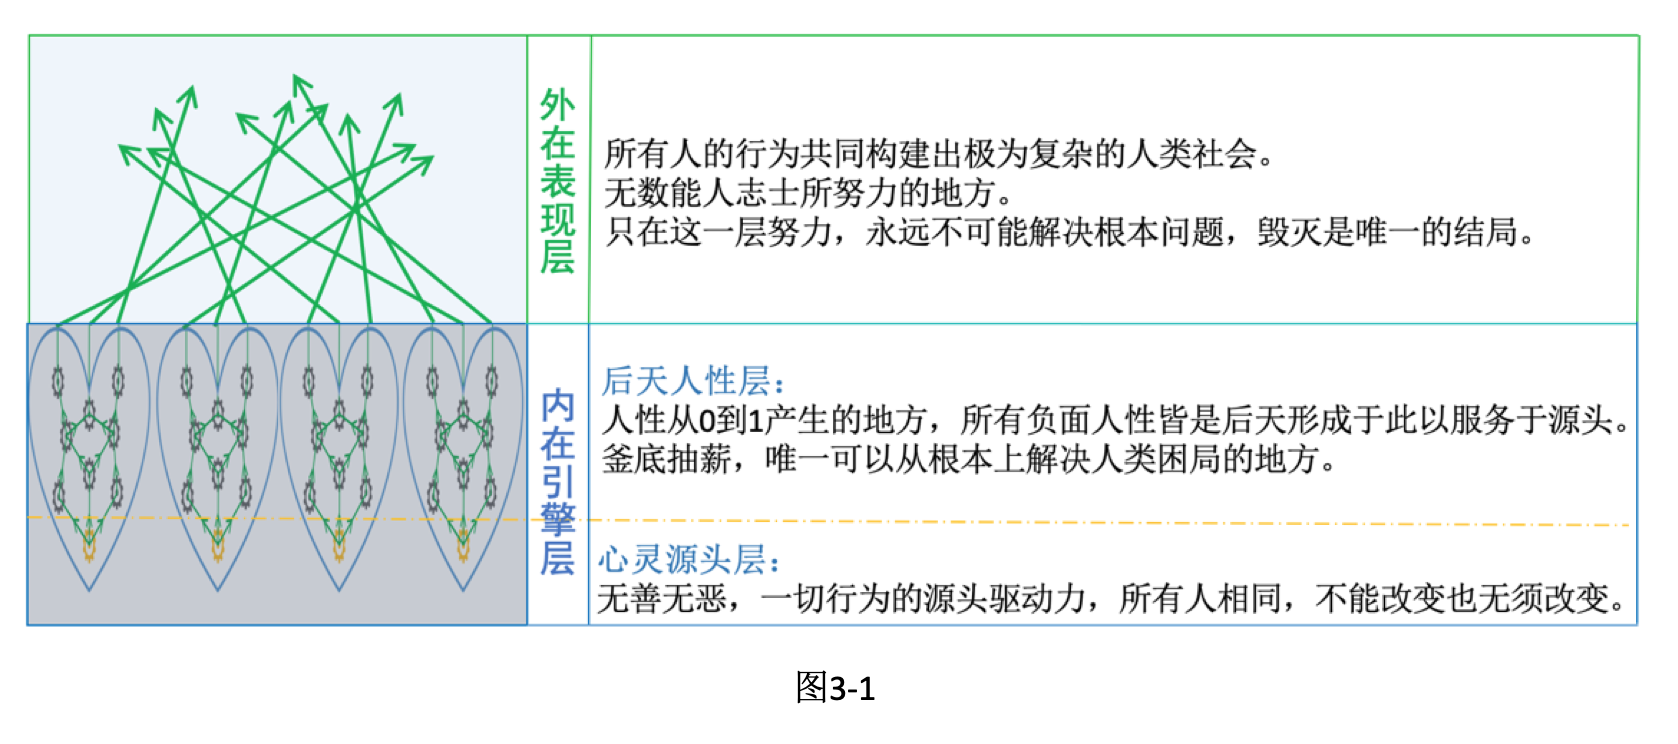 外在表现层
所有人的行为共同构建出极为复杂的人类社会。
无数能人志士所努力的地方。
只在这一层努力，永远不可能解决根本问题，毁灭是唯一的结局。
内在引擎层
后天人性层：
人性从0到1产生的地方，所有负面人性皆是后天形成于此以服务于源头。
釜底抽薪，唯一可以从根本上解决人类困局的地方。
心灵源头层：
无善无恶，一切行为的源头驱动力，所有人相同，不能改变也无须改变。
图3-1